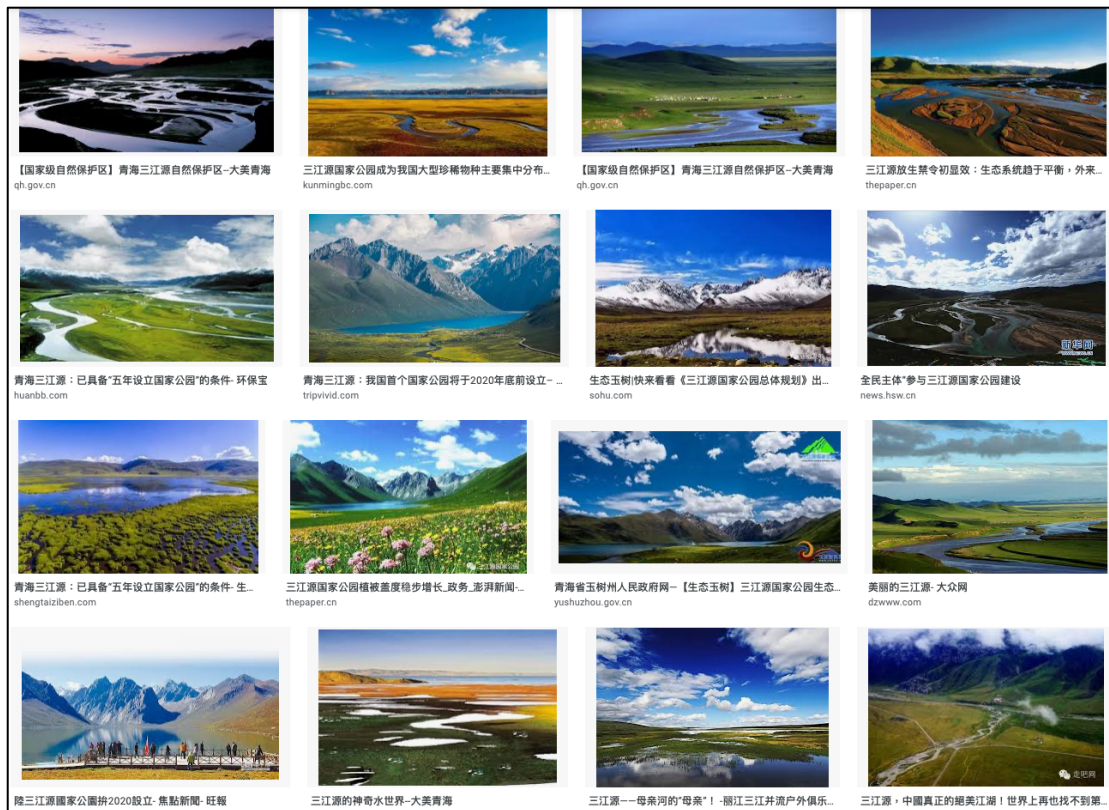 【国家级自然保护区】青海三江源自然保护区–大美青海
qh.gov.cn
三江源国家公园成为我国大型珍稀物种主要集中分布…
kunmingbc.com
【国家级自然保护区】青海三江源自然保护区–大美青海
qh.gov.cn
三江源放生禁令初显效：生态系统趋于平衡，外来…
thepaper.cn
新华网
青海三江源：已具备“五年设立国家公园”的条件- 环保宝
huanbb.com
青海三江源：我国首个国家公园将于2020年底前设立– …
tripvivid.com
生态玉树|快来看看《三江源国家公园总体规划》出…
sohu.com
全民主体“参与三江源国家公园建设
news.hsw.cn
三江源国家公园
青海三江源：已具备“五年设立国家公园”的条件- 生…
shengtaiziben.com
三江源国家公园植被盖度稳步增长_政务_澎湃新闻-…
thepaper.cn
青海省玉树州人民政府网—【生态玉树】三江源国家公园生态…
yushuzhou.gov.cn
美丽的三江源- 大众网
dzwww.com
走吧网
陸三江源國家公園拚2020設立- 焦點新聞- 旺報
三江源的神奇水世界–大美青海
三江源——母亲河的“母亲”！ -丽江三江并流户外俱乐…
三江源，中國真正的絕美江湖！世界上再也找不到第…